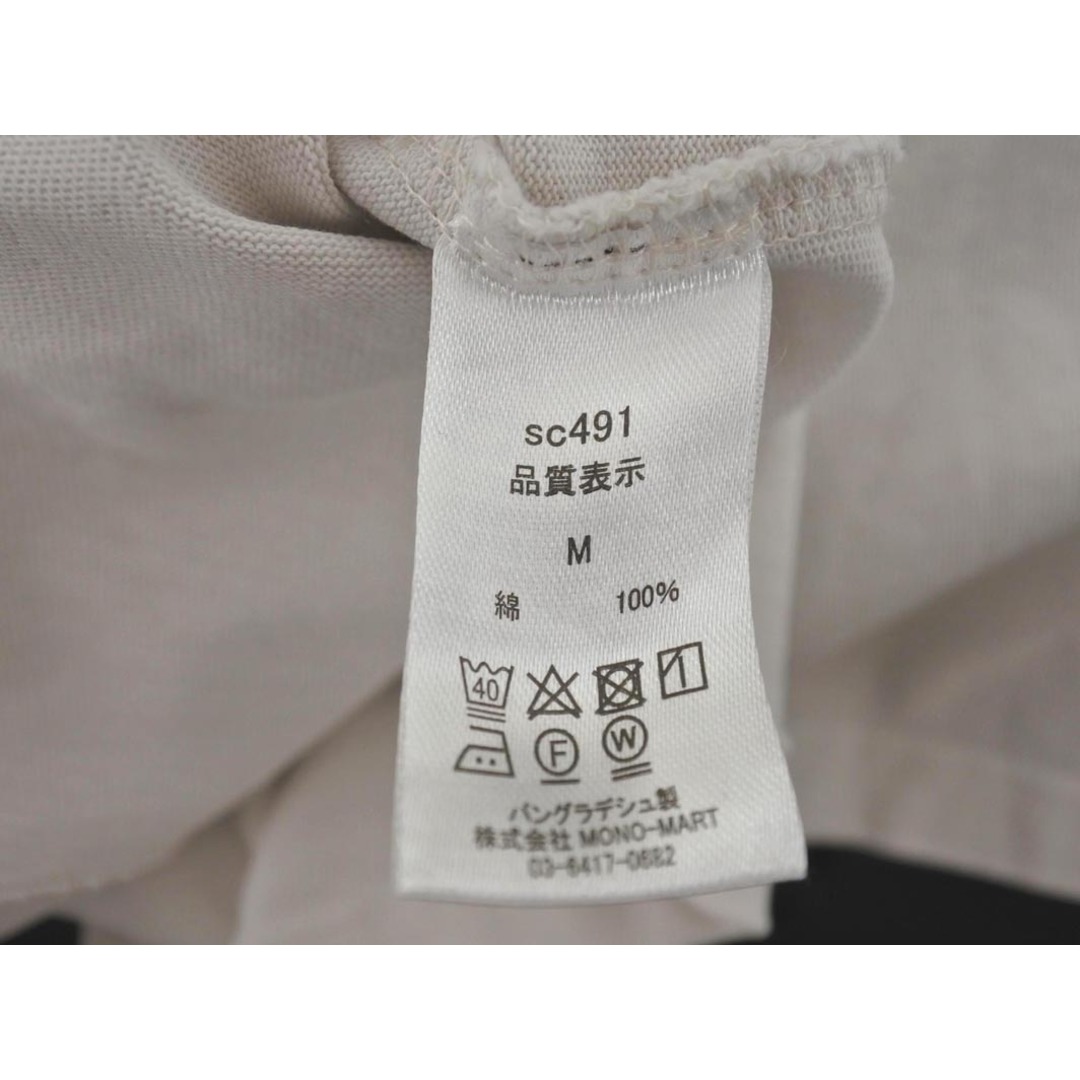 sc491
品質表示
M
綿 100%
40
F W
バングラデシュ製
株式会社 MONO-MART
03-6417-0682